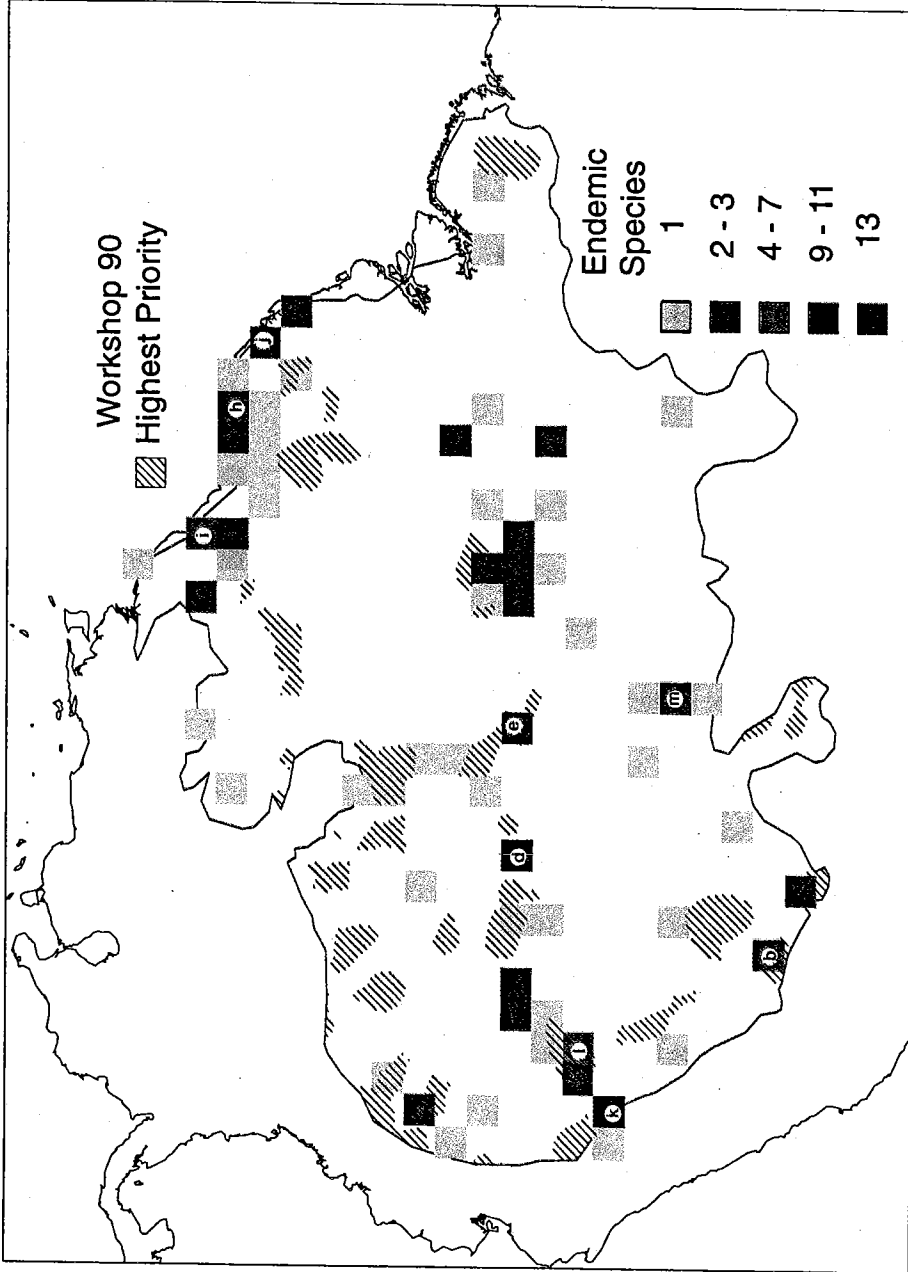 Workshop 90
Highest Priority
i
h
j
d
e
l
k
m
b
Endemic
Species
1
2 - 3
4 - 7
9 - 11
13